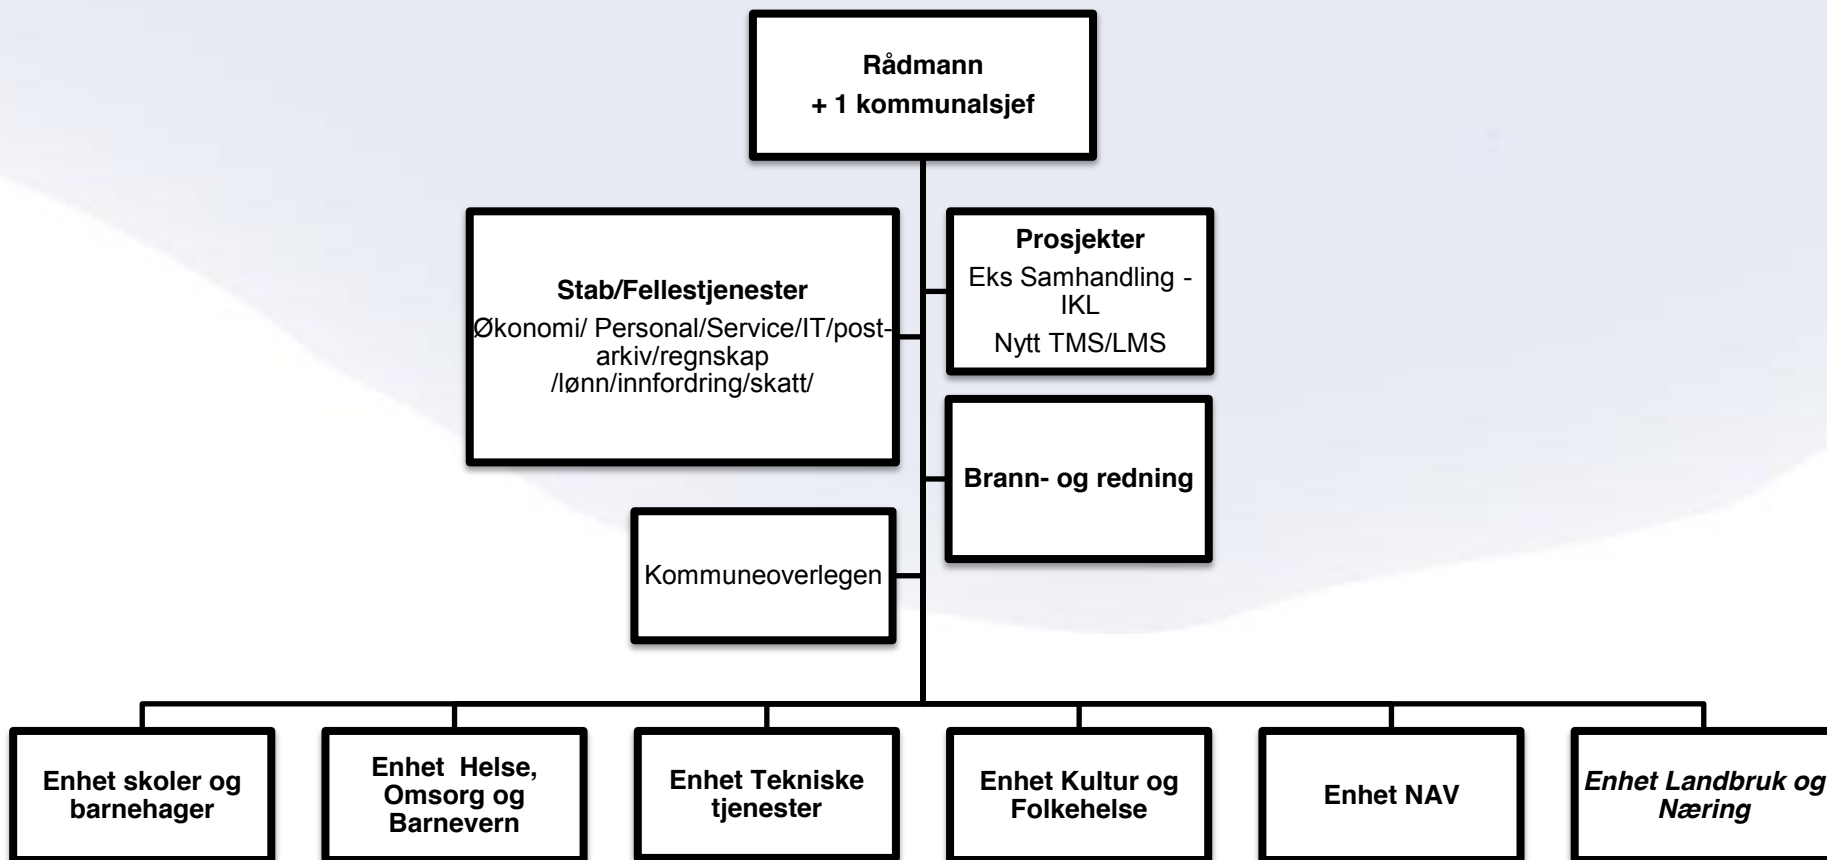 Rådmann
+ 1 kommunalsjef
Stab/Fellestjenester
Økonomi/ Personal/Service/IT/post-
arkiv/regnskap
/lønn/innfordring/skatt/
Prosjekter
Eks Samhandling -
IKL
Nytt TMS/LMS
Brann- og redning
Kommuneoverlegen
Enhet skoler og
barnehager
Enhet  Helse,
Omsorg og
Barnevern
Enhet Tekniske
tjenester
Enhet Kultur og
Folkehelse
Enhet NAV
Enhet Landbruk og
Næring